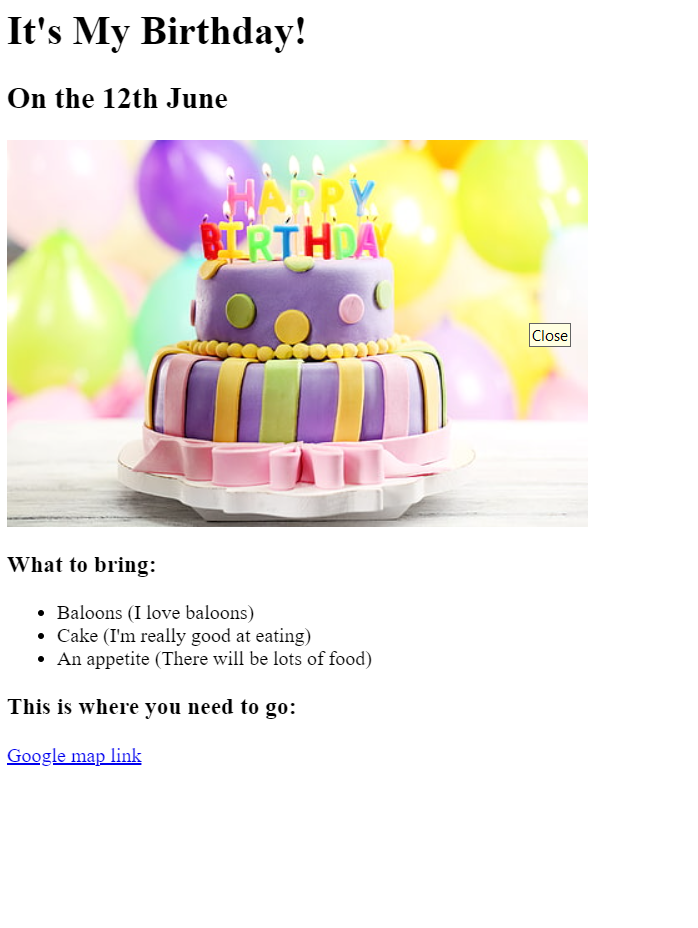 It's My Birthday!
On the 12th June
HAPPY
BIRTHDAY
Close
What to bring:
Baloons (I love baloons)
Cake (I'm really good at eating)
An appetite (There will be lots of food)
This is where you need to go:
Google map link